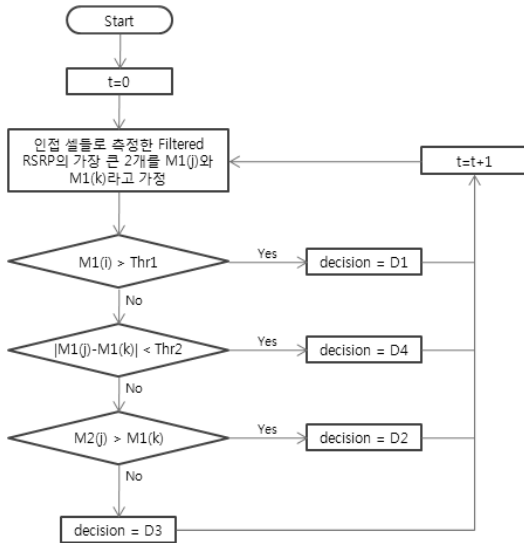 Start
t=0
인접 셀들로 측정한 Filtered
RSRP의 가장 큰 2개를 M1(j)와
M1(k)라고 가정
t=t+1
M1(i) > Thr1
Yes
decision = D1
No
|M1(j)-M1(k)| < Thr2
Yes
decision = D4
No
M2(j) > M1(k)
Yes
decision = D2
No
decision = D3